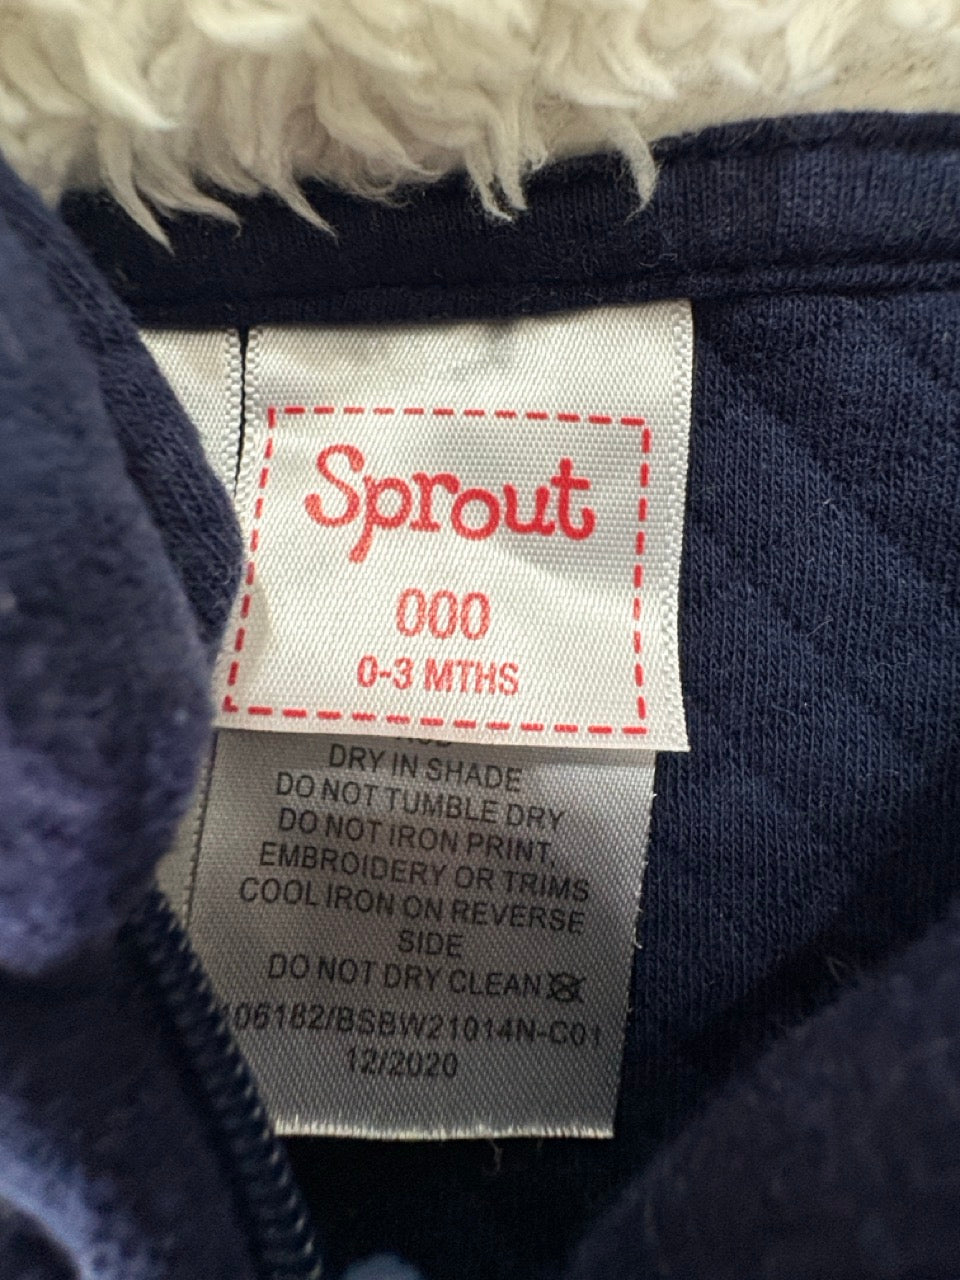 Sprout
000
0-3 MTHS
DRY IN SHADE
DO NOT TUMBLE DRY
DO NOT IRON PRINT,
EMBROIDERY OR TRIMS
COOL IRON ON REVERSE
SIDE
DO NOT DRY CLEAN
06182/BSBW21014N-C01
12/2020